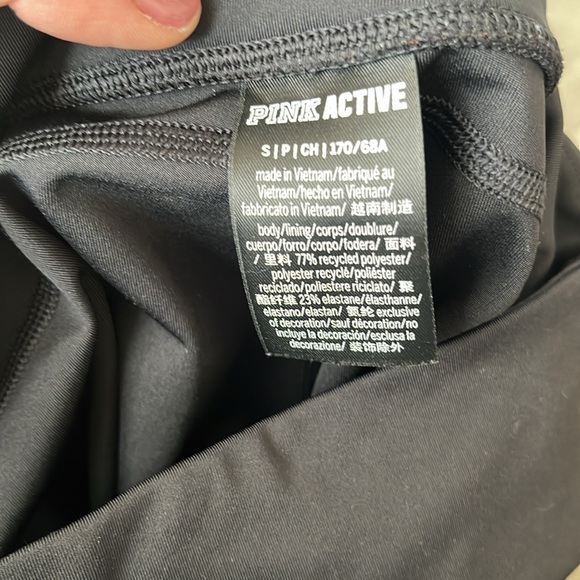 PINK ACTIVE
S|P|CH|170/68A
made in Vietnam/fabriqué au
Vietnam/hecho en Vietnam/
fabbricato in Vietnam/ 越南制造
body/lining/corps/doublure/
cuerpo/forro/corpo/fodera/ 面料
/ 里料 77% recycled polyester/
polyester recyclé/poliéster
reciclado/poliestere riciclato/ 聚
酯纤维 23% elastane/élasthanne/
elastano/elastan/ 氨纶 exclusive
of decoration/sauf décoration/no
incluye la decoración/esclusa la
decorazione/ 装饰除外